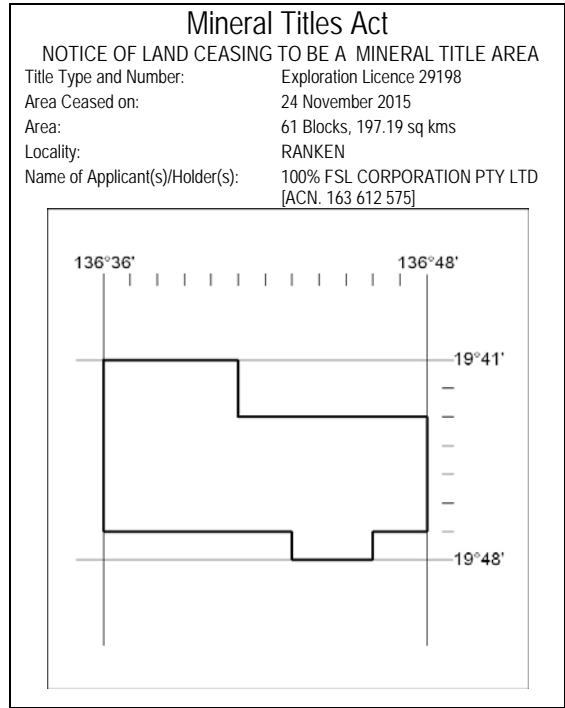 Mineral Titles Act
NOTICE OF LAND CEASING TO BE A MINERAL TITLE AREA
Title Type and Number: Exploration Licence 29198
Area Ceased on: 24 November 2015
Area: 61 Blocks, 197.19 sq kms
Locality: RANKEN
Name of Applicant(s)/Holder(s): 100% FSL CORPORATION PTY LTD
[ACN. 163 612 575]
136°36' 136°48'
19°41'
19°48'